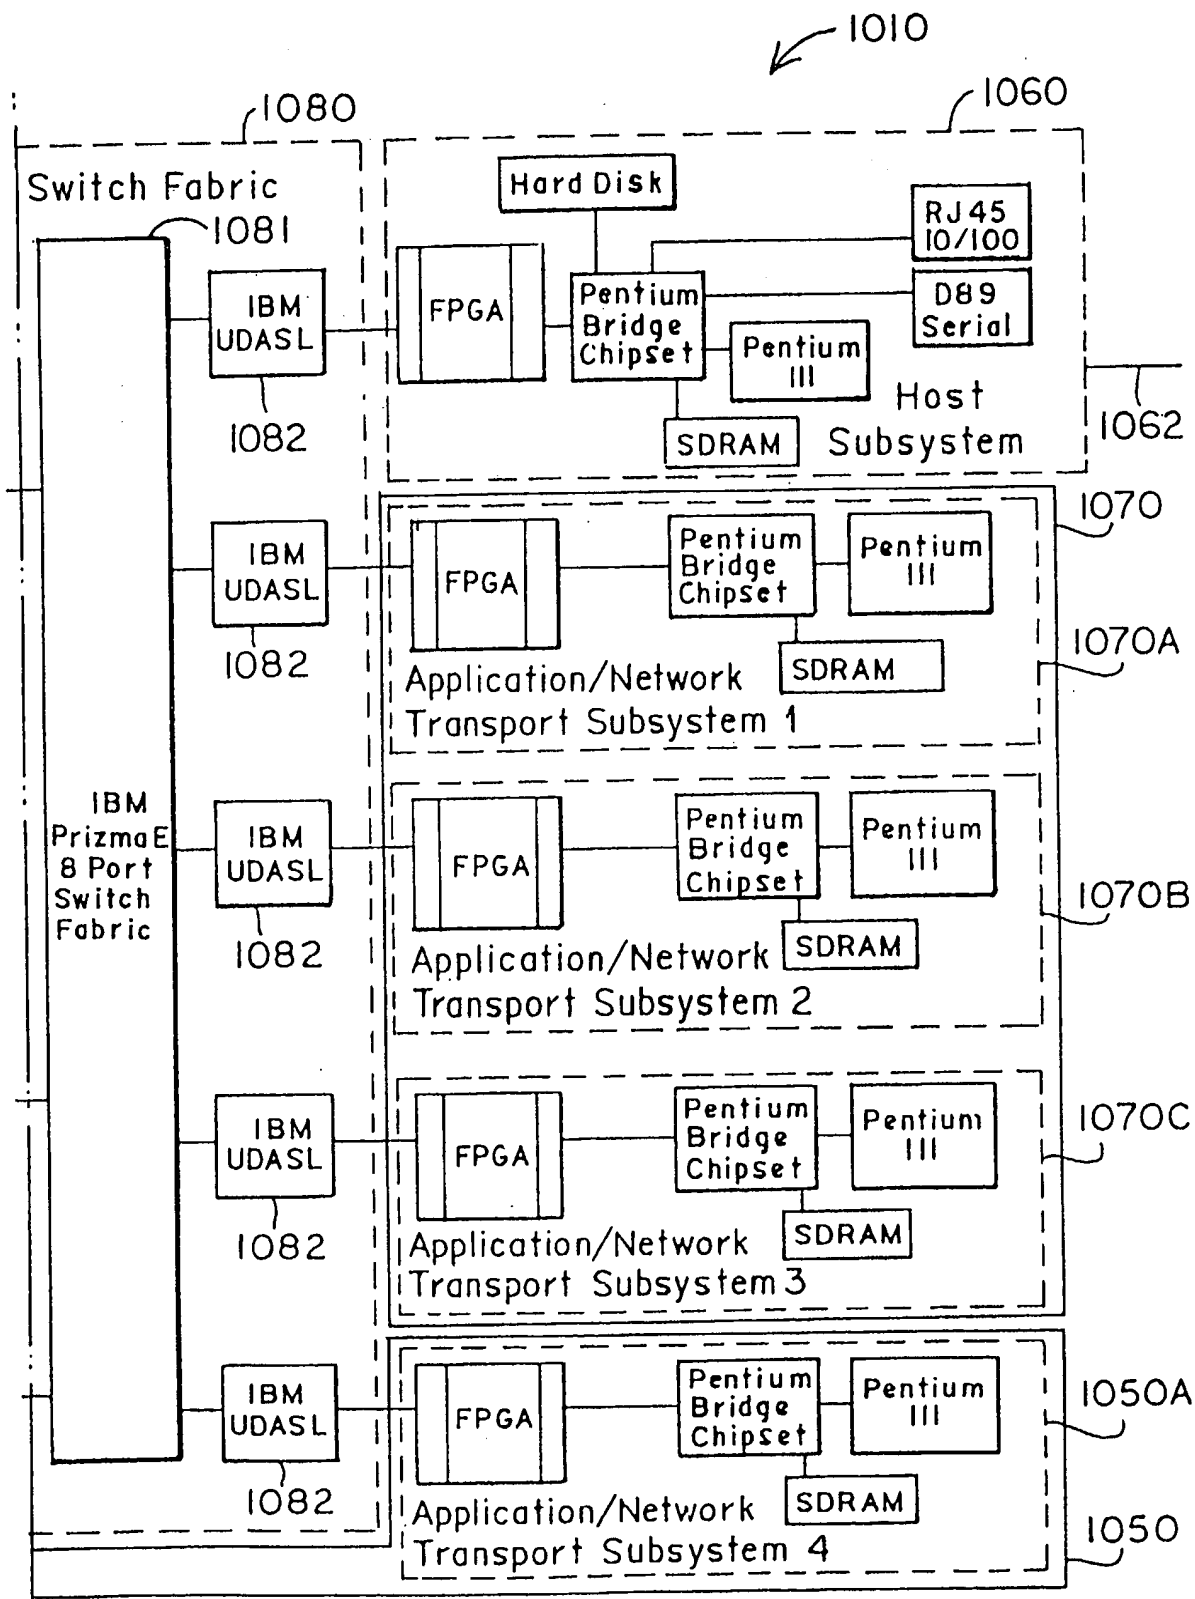 1010
1080
1060
Switch Fabric
1081
Hard Disk
RJ45
10/100
FPGA
Pentium
Bridge
Chipset
D89
Serial
Pentium
III
SDRAM
Host
Subsystem
1062
IBM
UDASL
1082
1070
IBM
UDASL
1082
FPGA
Pentium
Bridge
Chipset
Pentium
III
SDRAM
1070A
Application/Network
Transport Subsystem 1
IBM
PrizmaE
8 Port
Switch
Fabric
IBM
UDASL
1082
FPGA
Pentium
Bridge
Chipset
Pentium
III
SDRAM
1070B
Application/Network
Transport Subsystem 2
IBM
UDASL
1082
FPGA
Pentium
Bridge
Chipset
Pentium
III
SDRAM
1070C
Application/Network
Transport Subsystem 3
IBM
UDASL
1082
FPGA
Pentium
Bridge
Chipset
Pentium
III
SDRAM
1050A
Application/Network
Transport Subsystem 4
1050